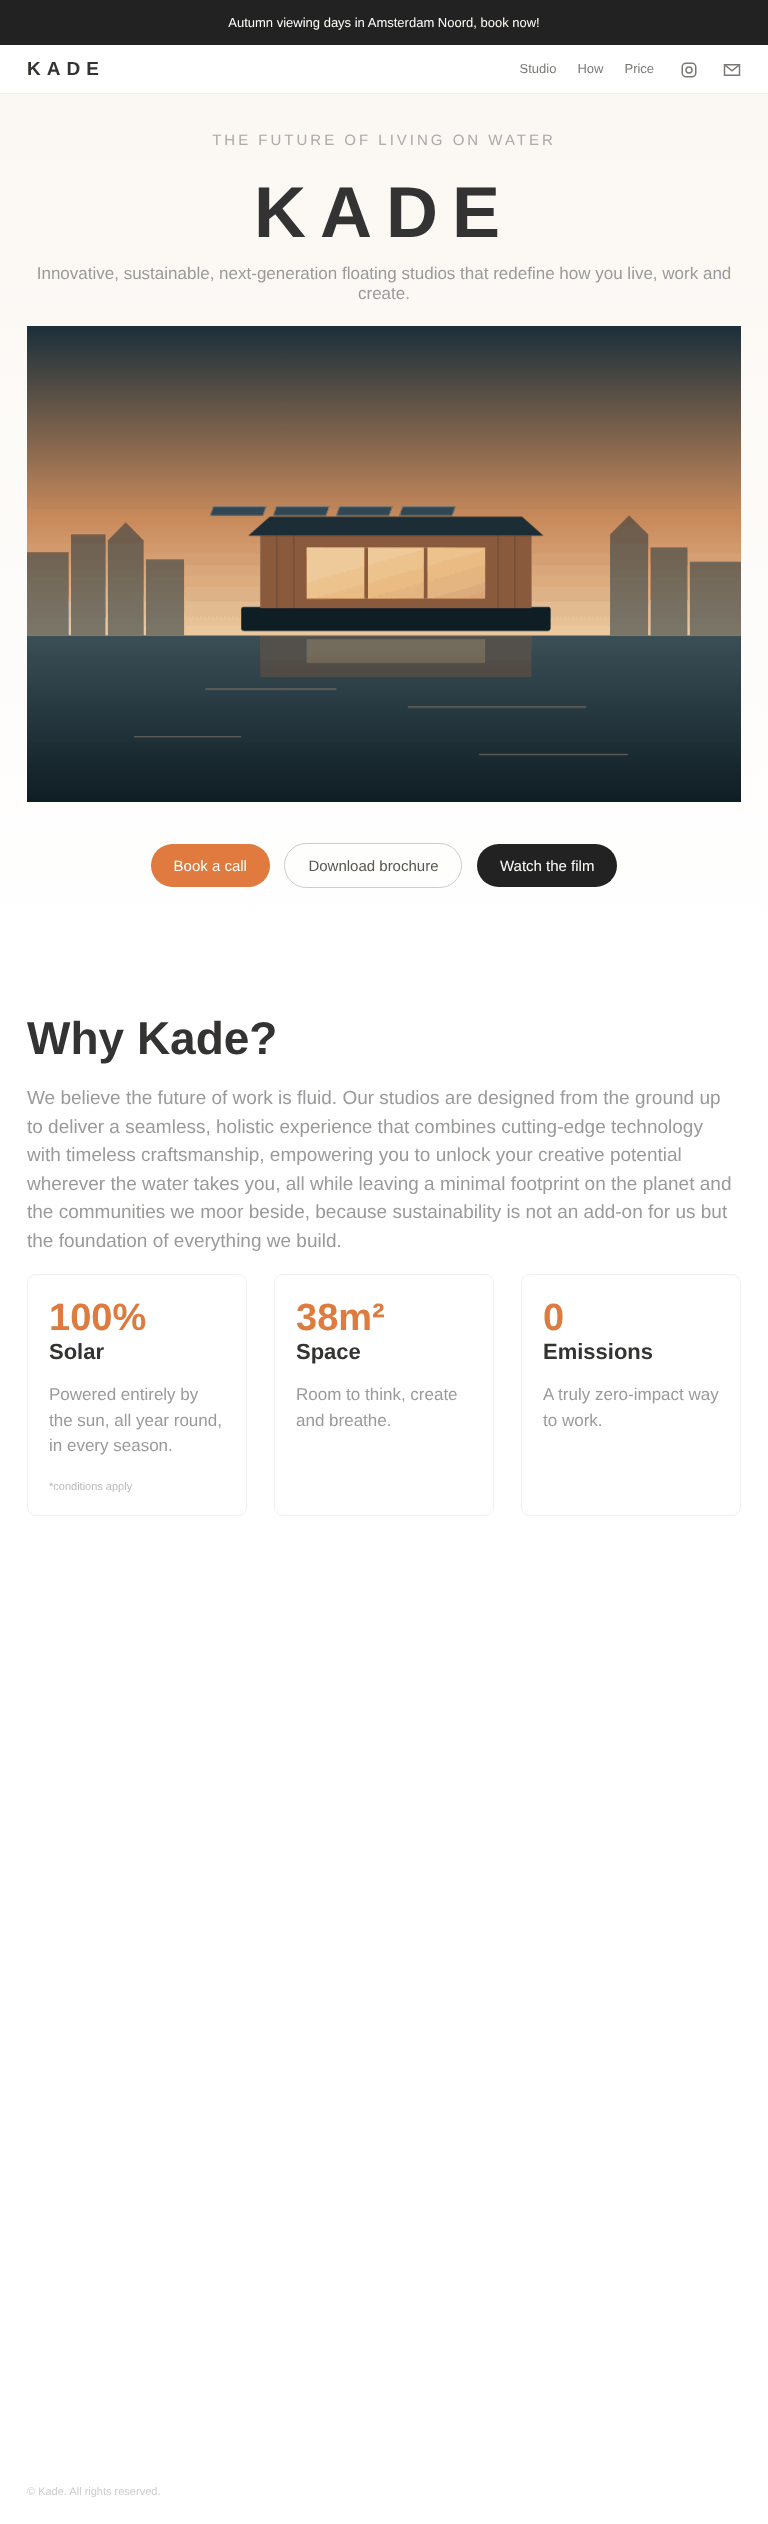 Autumn viewing days in Amsterdam Noord, book now!
KADE
Studio How Price
THE FUTURE OF LIVING ON WATER
KADE
Innovative, sustainable, next-generation floating studios that redefine how you live, work and
create.
Book a call Download brochure Watch the film
Why Kade?
We believe the future of work is fluid. Our studios are designed from the ground up
to deliver a seamless, holistic experience that combines cutting-edge technology
with timeless craftsmanship, empowering you to unlock your creative potential
wherever the water takes you, all while leaving a minimal footprint on the planet and
the communities we moor beside, because sustainability is not an add-on for us but
the foundation of everything we build.
100%
Solar
Powered entirely by
the sun, all year round,
in every season.
*conditions apply
38m²
Space
Room to think, create
and breathe.
0
Emissions
A truly zero-impact way
to work.
© Kade. All rights reserved.